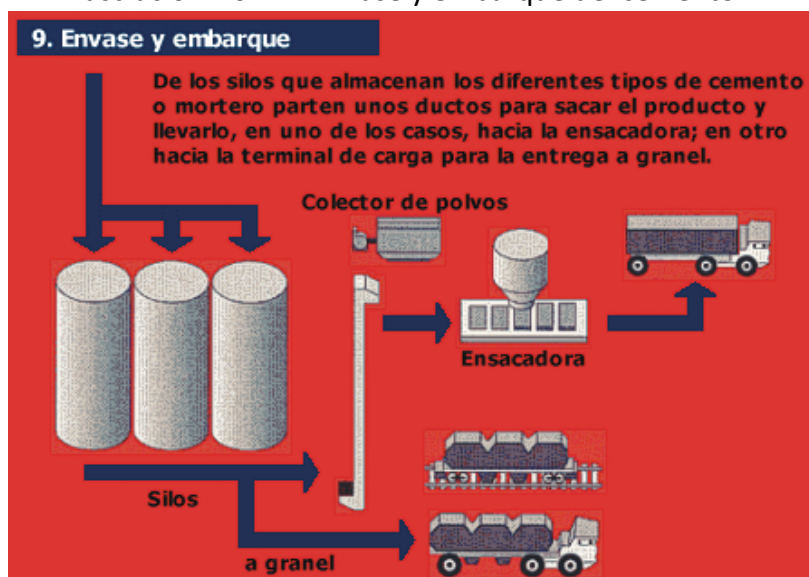 9. Envase y embarque
De los silos que almacenan los diferentes tipos de cemento
o mortero parten unos ductos para sacar el producto y
llevarlo, en uno de los casos, hacia la ensacadora; en otro
hacia la terminal de carga para la entrega a granel.
Colector de polvos
Ensacadora
Silos
a granel